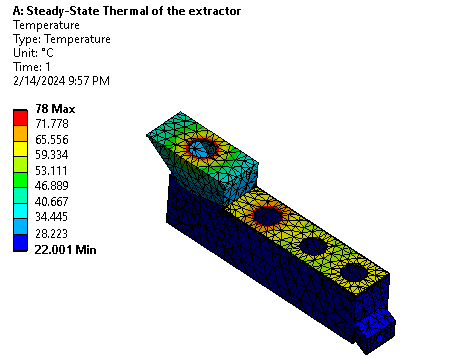 A: Steady-State Thermal of the extractor
Temperature
Type: Temperature
Unit: °C
Time: 1
2/14/2024 9:57 PM
78 Max
71.778
65.556
59.334
53.111
46.889
40.667
34.445
28.223
22.001 Min